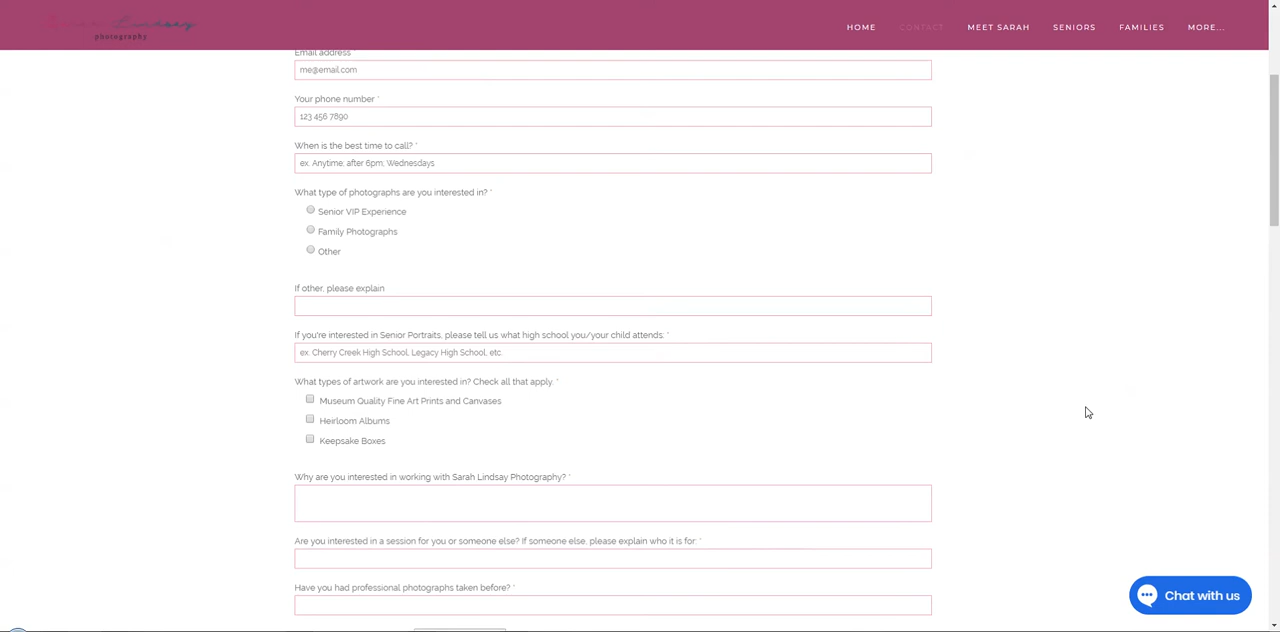 Sarah Lindsay
photography
HOME CONTACT MEET SARAH SENIORS FAMILIES MORE...
Email address *
me@email.com
Your phone number *
123 456 7890
When is the best time to call? *
ex. Anytime, after 6pm, Wednesdays
What type of photographs are you interested in? *
Senior VIP Experience
Family Photographs
Other
If other, please explain
If you're interested in Senior Portraits, please tell us what high school you/your child attends: *
ex. Cherry Creek High School, Legacy High School, etc.
What types of artwork are you interested in? Check all that apply. *
Museum Quality Fine Art Prints and Canvases
Heirloom Albums
Keepsake Boxes
Why are you interested in working with Sarah Lindsay Photography? *
Are you interested in a session for you or someone else? If someone else, please explain who it is for: *
Have you had professional photographs taken before? *
Chat with us